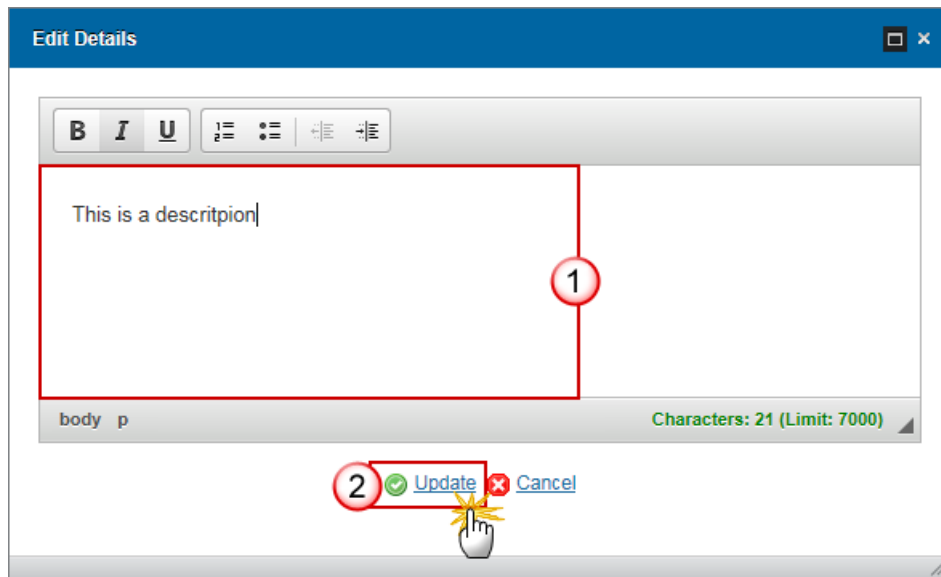 Edit Details
B I U
This is a descritpion
1
body p Characters: 21 (Limit: 7000)
2 Update Cancel